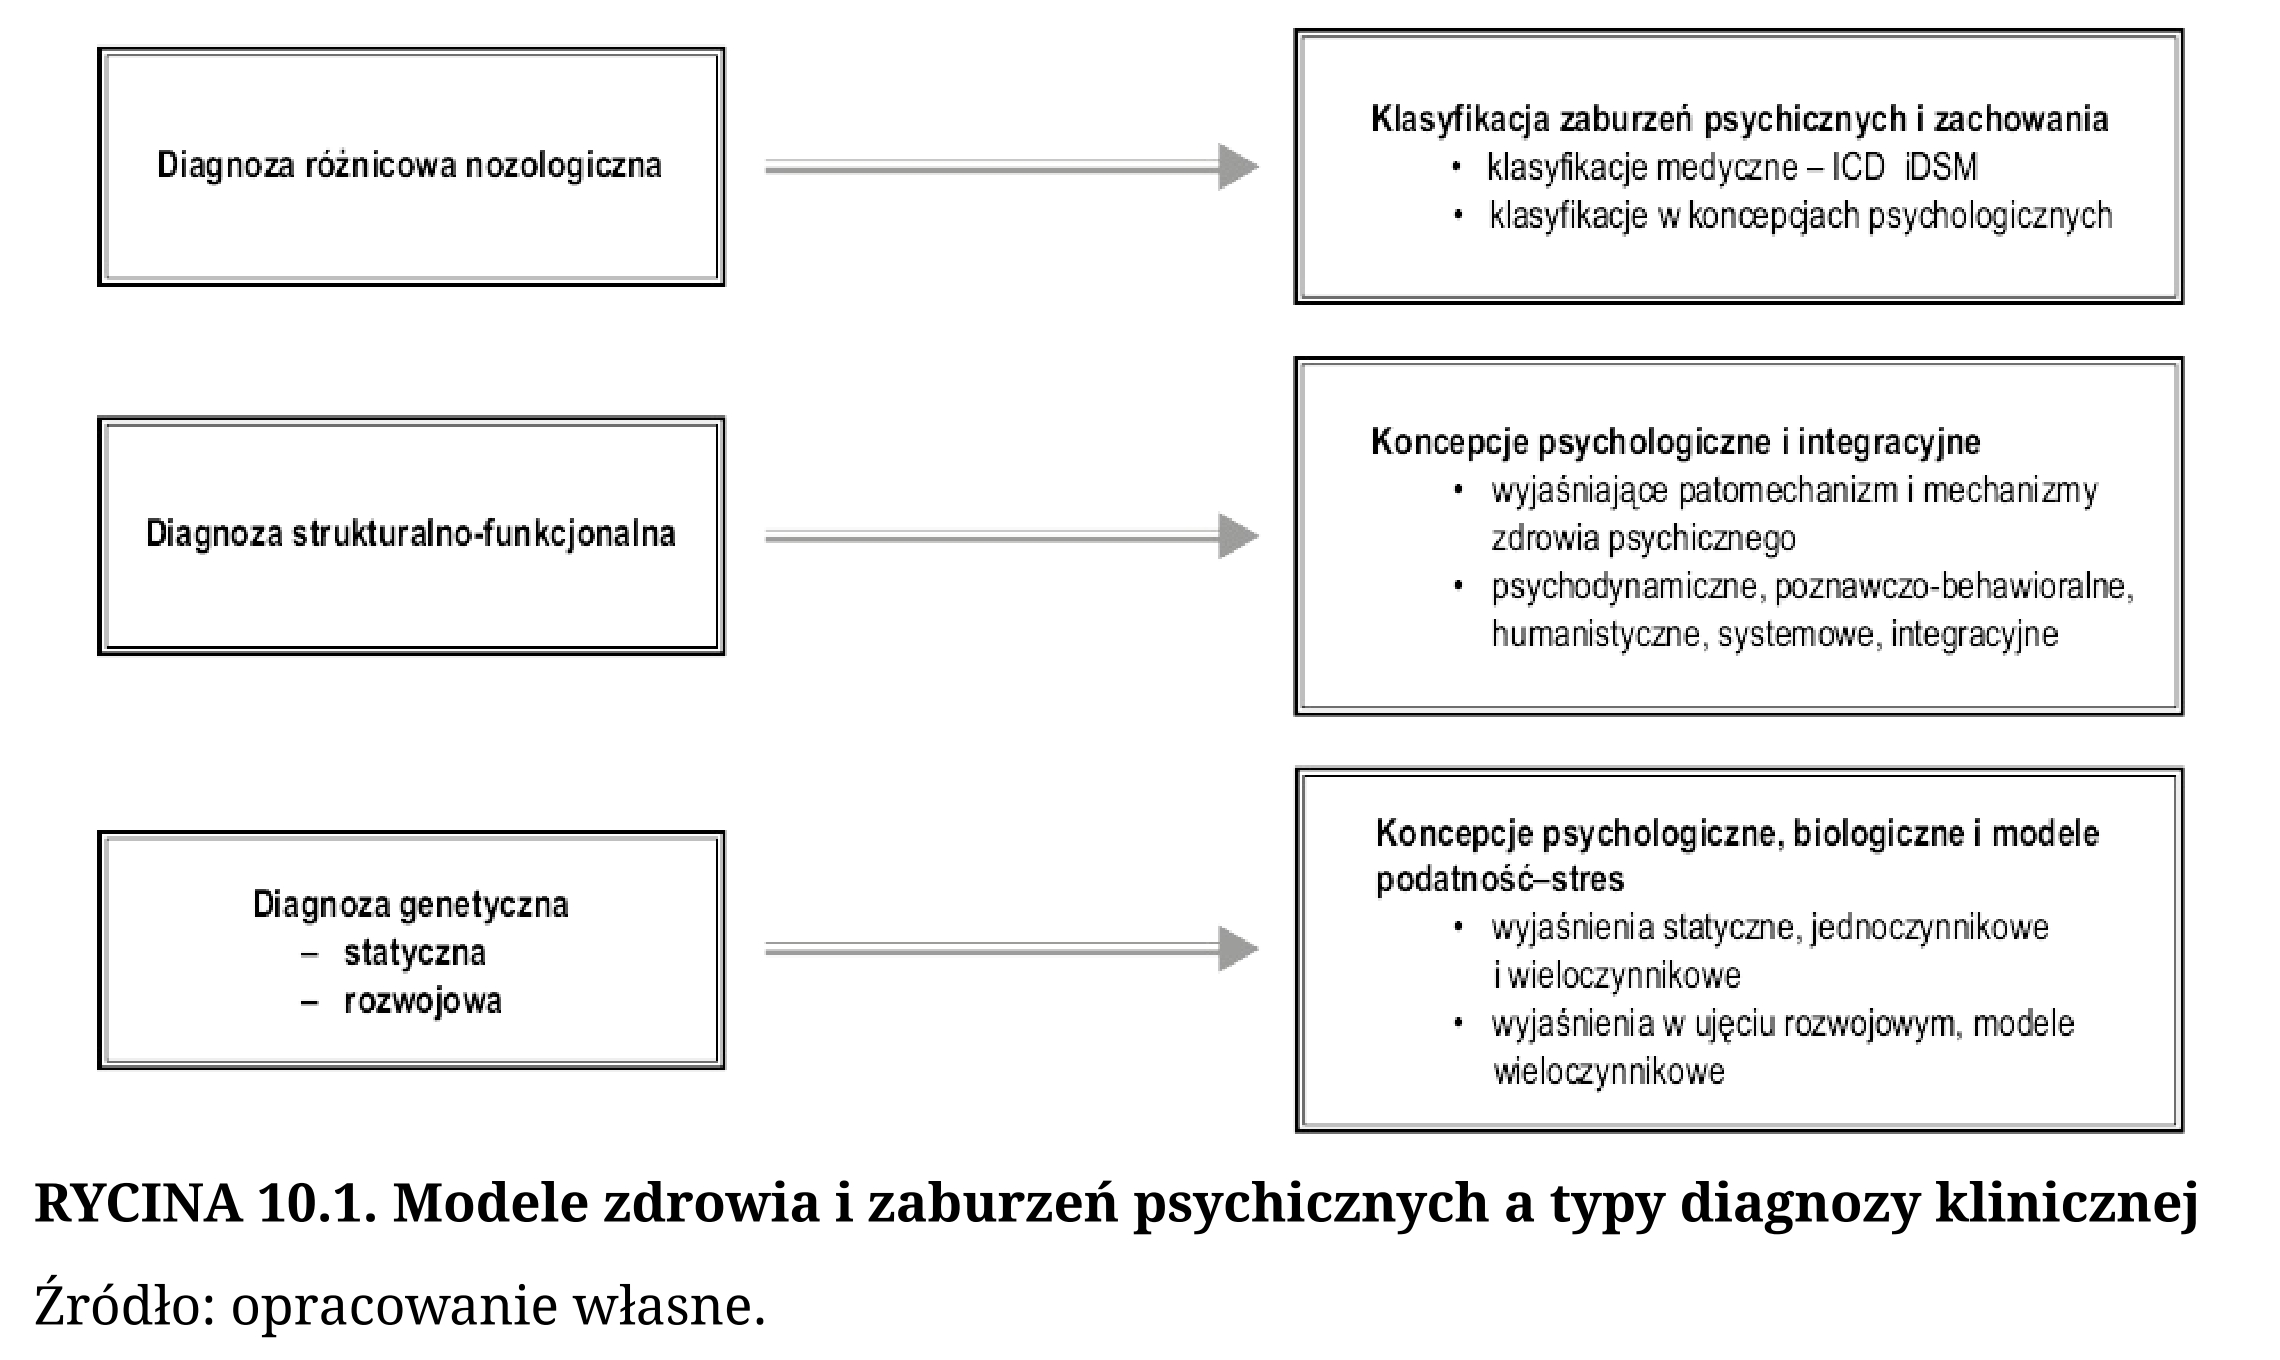 Diagnoza różnicowa nozologiczna
Klasyfikacja zaburzeń psychicznych i zachowania
• klasyfikacje medyczne – ICD iDSM
• klasyfikacje w koncepcjach psychologicznych
Diagnoza strukturalno-funkcjonalna
Koncepcje psychologiczne i integracyjne
• wyjaśniające patomechanizm i mechanizmy
zdrowia psychicznego
• psychodynamiczne, poznawczo-behawioralne,
humanistyczne, systemowe, integracyjne
Diagnoza genetyczna
– statyczna
– rozwojowa
Koncepcje psychologiczne, biologiczne i modele
podatność–stres
• wyjaśnienia statyczne, jednoczynnikowe
i wieloczynnikowe
• wyjaśnienia w ujęciu rozwojowym, modele
wieloczynnikowe
RYCINA 10.1. Modele zdrowia i zaburzeń psychicznych a typy diagnozy klinicznej
Źródło: opracowanie własne.